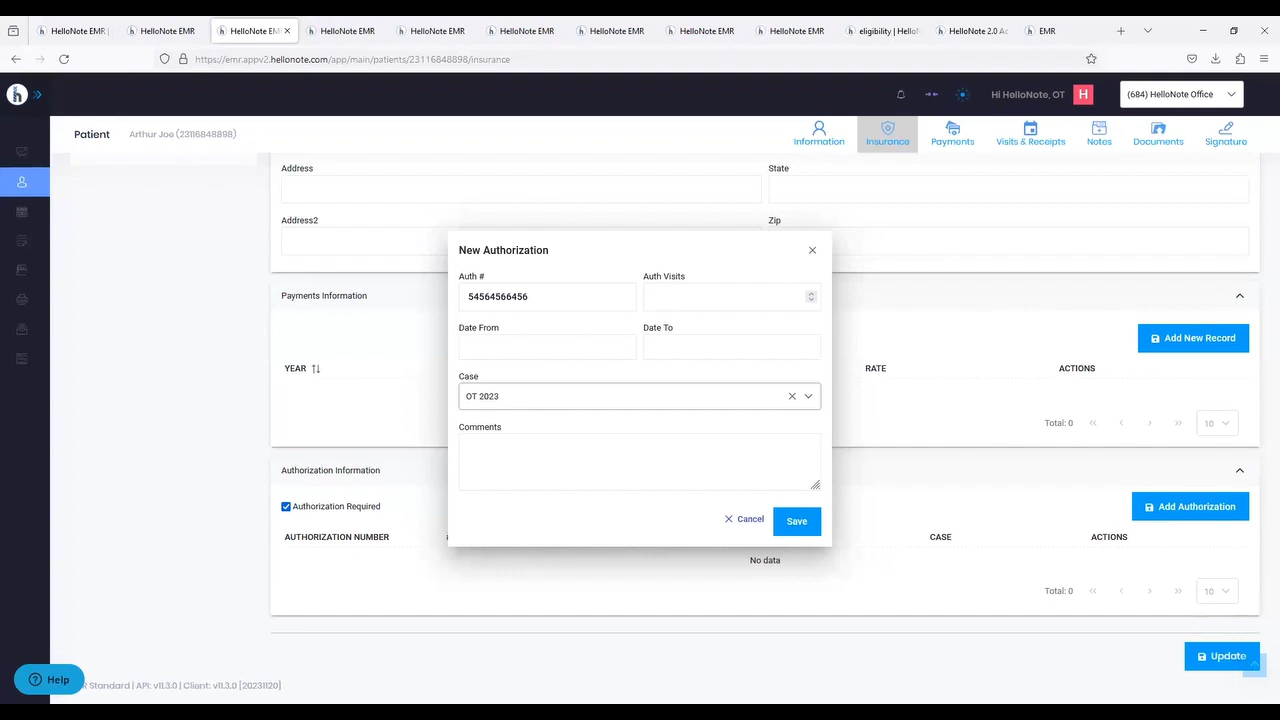 HelloNote EMR |
HelloNote EMR
HelloNote EM
HelloNote EMR
HelloNote EMR
HelloNote EMR
HelloNote EMR
HelloNote EMR
HelloNote EMR
eligibility | HelloN
HelloNote 2.0 Ac
EMR
https://emr.appv2.hellonote.com/app/main/patients/23116848898/insurance
Hi HelloNote, OT
H
(684) HelloNote Office
Patient
Arthur Joe (23116848898)
Information
Insurance
Payments
Visits & Receipts
Notes
Documents
Signature
Address
State
Address2
Zip
New Authorization
Auth #
Auth Visits
54564566456
Date From
Date To
Case
OT 2023
Comments
Cancel
Save
Payments Information
Add New Record
YEAR
RATE
ACTIONS
Total: 0
10
Authorization Information
Authorization Required
Add Authorization
AUTHORIZATION NUMBER
CASE
ACTIONS
No data
Total: 0
10
Update
Help
R Standard | API: v11.3.0 | Client: v11.3.0 [20231120]